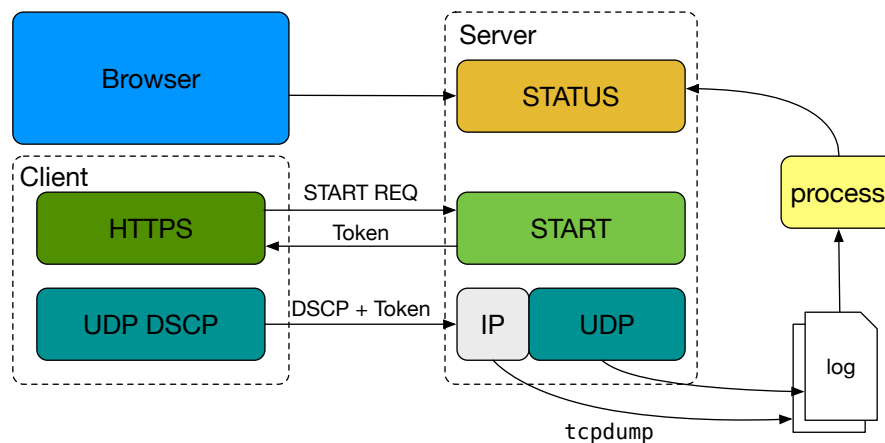 Server
Browser
STATUS
Client
START REQ
process
HTTPS
START
Token
DSCP + Token
UDP DSCP
IP
UDP
log
tcpdump